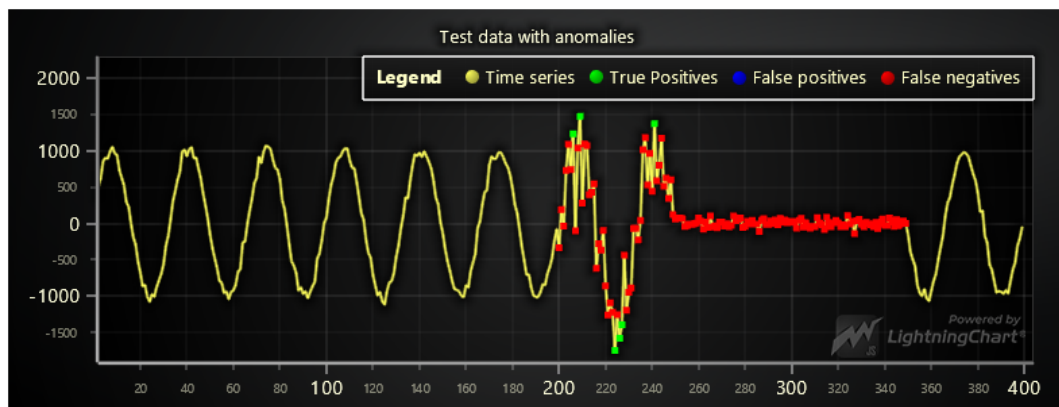 Test data with anomalies
Legend Time series True Positives False positives False negatives
2000
1500
1000
500
0
-500
-1000
-1500
20 40 60 80 100 120 140 160 180 200 220 240 260 280 300 320 340 360 380 400
Powered by
LightningChart®
JS